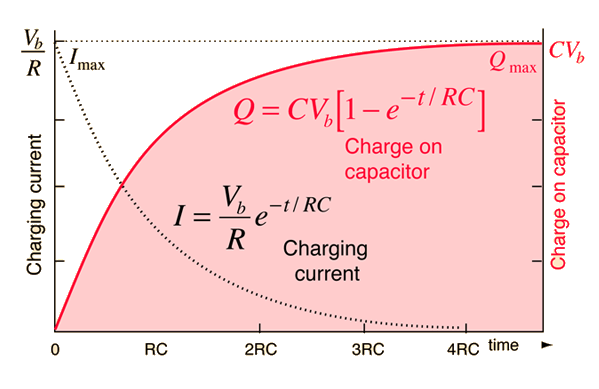 V_b/R
I_max
Q_max
CV_b
Q = CV_b[1 − e^{−t / RC}]
Charge on
capacitor
I = V_b/R e^{−t / RC}
Charging
current
Charging current
Charge on capacitor
0 RC 2RC 3RC 4RC time